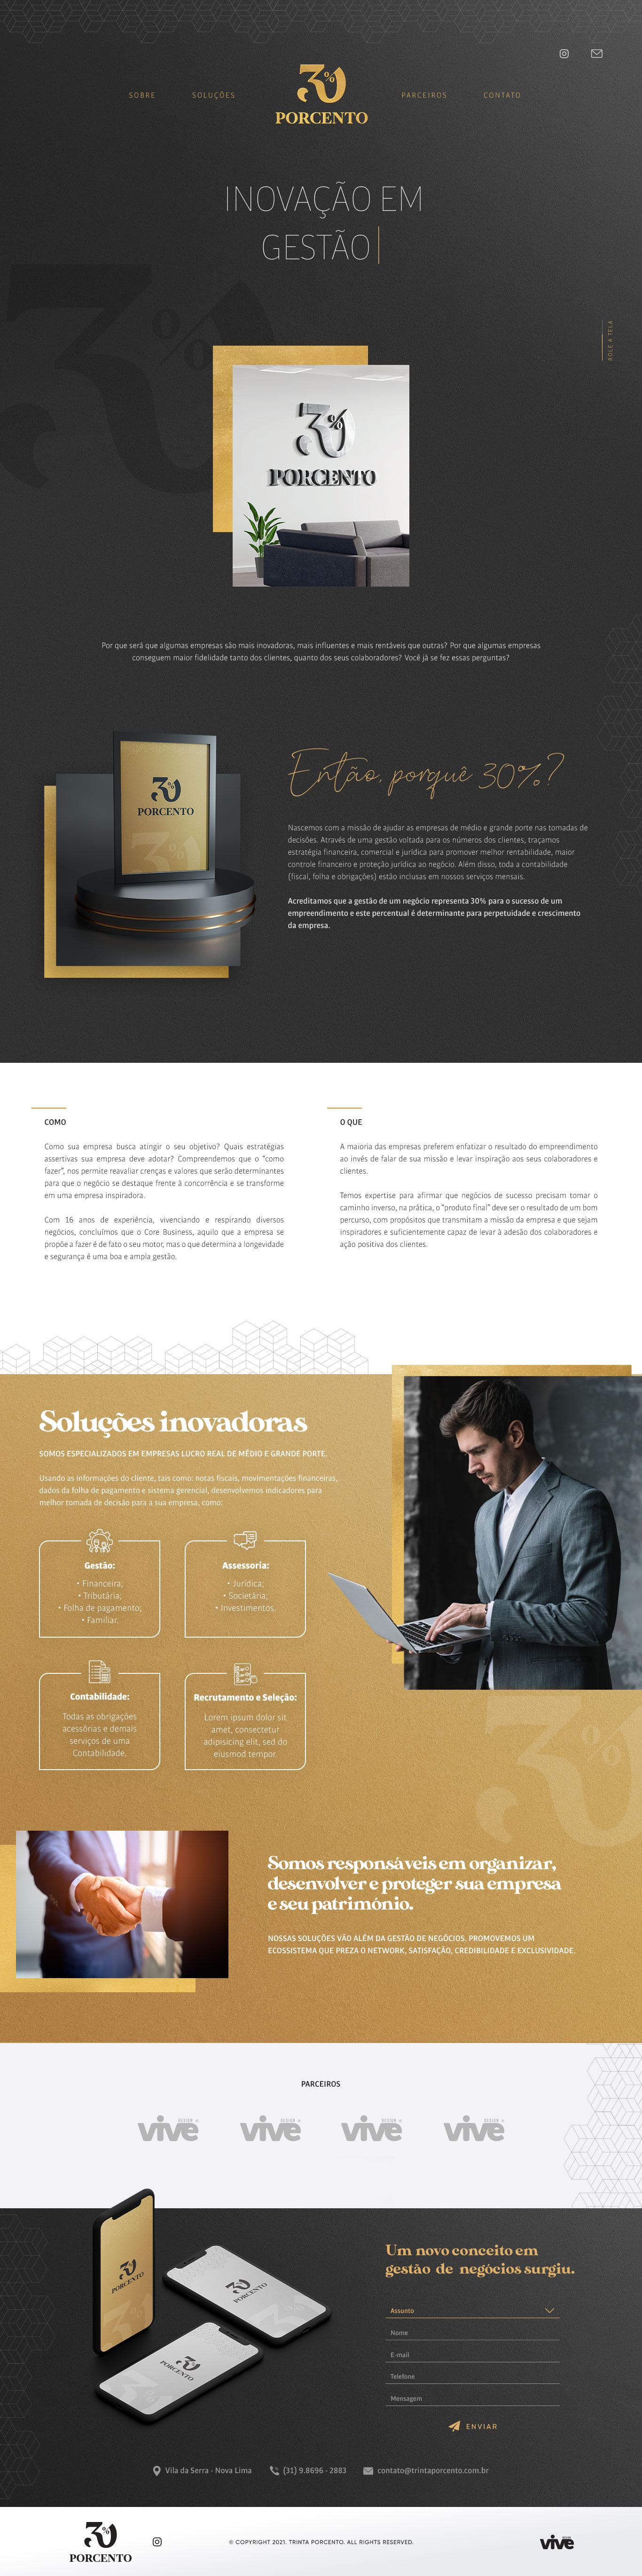 SOBRE
SOLUÇÕES
30%
PORCENTO
PARCEIROS
CONTATO
INOVAÇÃO EM
GESTÃO
ROLE A TELA
30%
PORCENTO
Por que será que algumas empresas são mais inovadoras, mais influentes e mais rentáveis que outras? Por que algumas empresas
conseguem maior fidelidade tanto dos clientes, quanto dos seus colaboradores? Você já se fez essas perguntas?
30%
PORCENTO
Então, porquê 30%?
Nascemos com a missão de ajudar as empresas de médio e grande porte nas tomadas de
decisões. Através de uma gestão voltada para os números dos clientes, traçamos
estratégia financeira, comercial e jurídica para promover melhor rentabilidade, maior
controle financeiro e proteção jurídica ao negócio. Além disso, toda a contabilidade
(fiscal, folha e obrigações) estão inclusas em nossos serviços mensais.
Acreditamos que a gestão de um negócio representa 30% para o sucesso de um
empreendimento e este percentual é determinante para perpetuidade e crescimento
da empresa.
COMO
Como sua empresa busca atingir o seu objetivo? Quais estratégias
assertivas sua empresa deve adotar? Compreendemos que o "como
fazer", nos permite reavaliar crenças e valores que serão determinantes
para que o negócio se destaque frente à concorrência e se transforme
em uma empresa inspiradora.
Com 16 anos de experiência, vivenciando e respirando diversos
negócios, concluímos que o Core Business, aquilo que a empresa se
propõe a fazer é de fato o seu motor, mas o que determina a longevidade
e segurança é uma boa e ampla gestão.
O QUE
A maioria das empresas preferem enfatizar o resultado do empreendimento
ao invés de falar de sua missão e levar inspiração aos seus colaboradores e
clientes.
Temos expertise para afirmar que negócios de sucesso precisam tomar o
caminho inverso, na prática, o "produto final" deve ser o resultado de um bom
percurso, com propósitos que transmitam a missão da empresa e que sejam
inspiradores e suficientemente capaz de levar à adesão dos colaboradores e
ação positiva dos clientes.
Soluções inovadoras
SOMOS ESPECIALIZADOS EM EMPRESAS LUCRO REAL DE MÉDIO E GRANDE PORTE.
Usando as informações do cliente, tais como: notas fiscais, movimentações financeiras,
dados da folha de pagamento e sistema gerencial, desenvolvemos indicadores para
melhor tomada de decisão para a sua empresa, como:
Gestão:
• Financeira;
• Tributária;
• Folha de pagamento;
• Familiar.
Assessoria:
• Jurídica;
• Societária;
• Investimentos.
Contabilidade:
Todas as obrigações
acessórias e demais
serviços de uma
Contabilidade.
Recrutamento e Seleção:
Lorem ipsum dolor sit
amet, consectetur
adipisicing elit, sed do
eiusmod tempor.
Somos responsáveis em organizar,
desenvolver e proteger sua empresa
e seu patrimônio.
NOSSAS SOLUÇÕES VÃO ALÉM DA GESTÃO DE NEGÓCIOS. PROMOVEMOS UM
ECOSSISTEMA QUE PREZA O NETWORK, SATISFAÇÃO, CREDIBILIDADE E EXCLUSIVIDADE.
PARCEIROS
vive DESIGN
vive DESIGN
vive DESIGN
vive DESIGN
30%
PORCENTO
30%
PORCENTO
30%
PORCENTO
Um novo conceito em
gestão de negócios surgiu.
Assunto
Nome
E-mail
Telefone
Mensagem
ENVIAR
Vila da Serra - Nova Lima
(31) 9.8696 - 2883
contato@trintaporcento.com.br
30%
PORCENTO
© COPYRIGHT 2021. TRINTA PORCENTO. ALL RIGHTS RESERVED.
vive